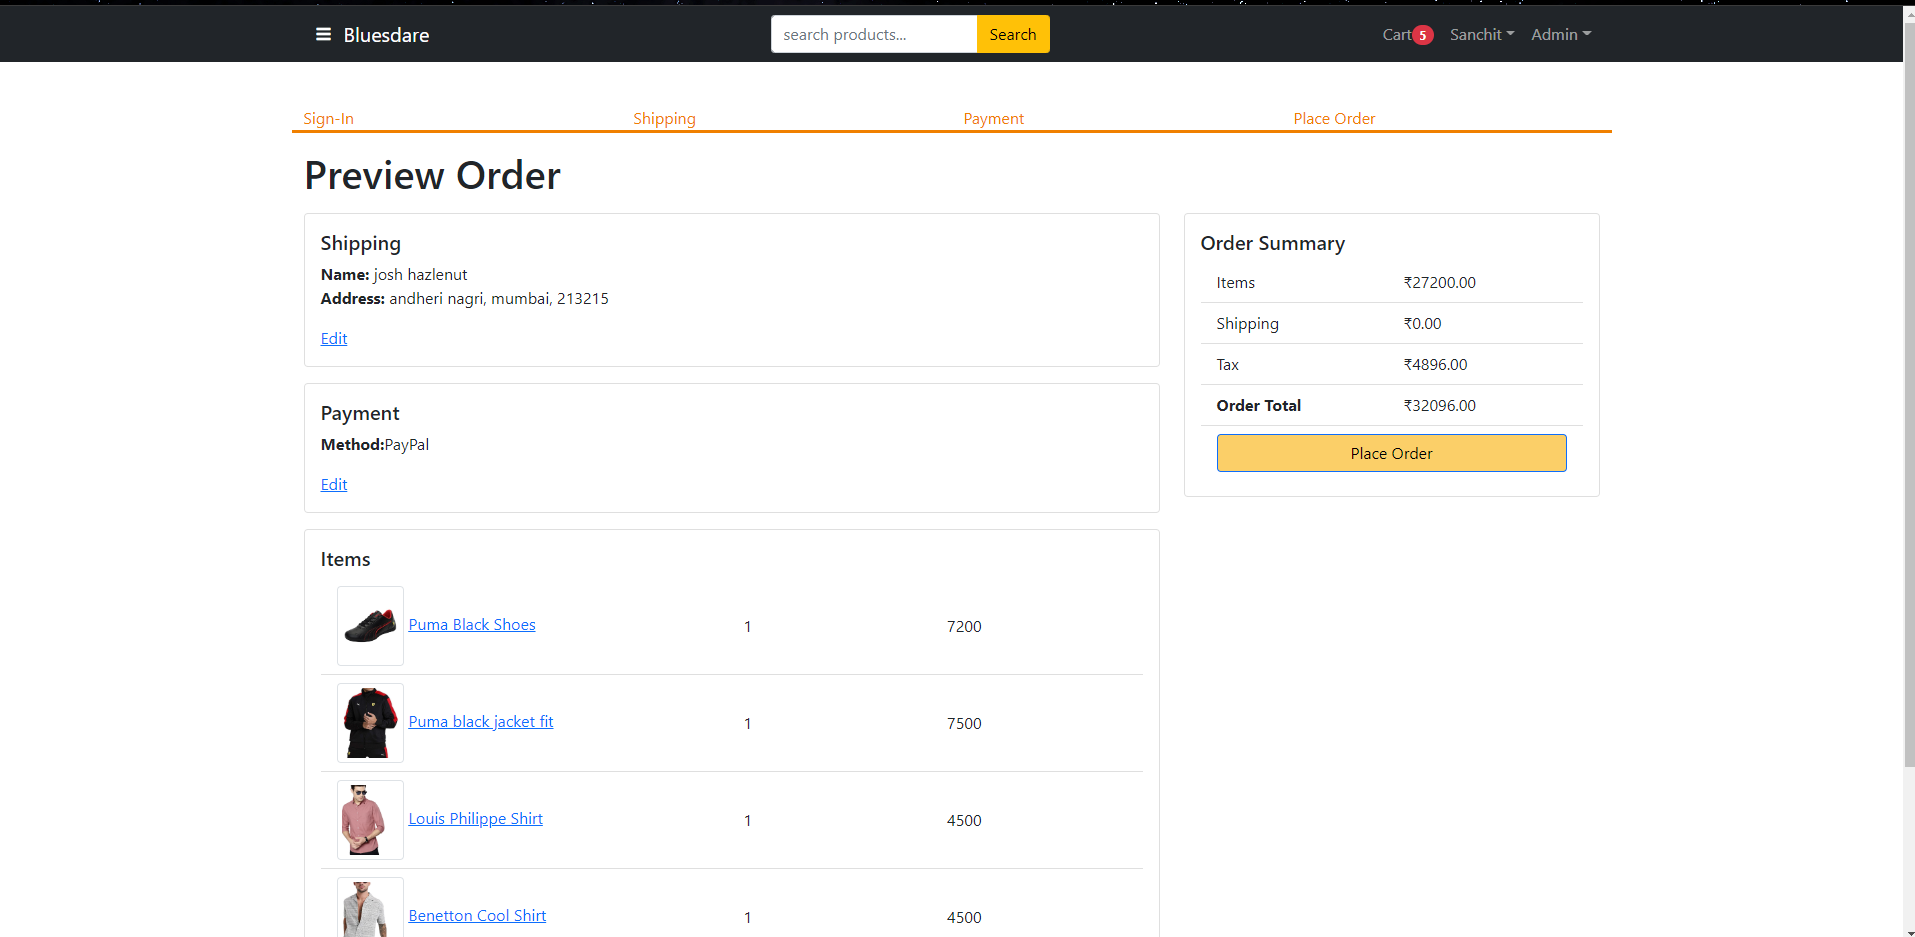 Bluesdare
search products...
Search
Cart 5
Sanchit
Admin
Sign-In
Shipping
Payment
Place Order
Preview Order
Shipping
Name: josh hazlenut
Address: andheri nagri, mumbai, 213215
Edit
Payment
Method:PayPal
Edit
Items
Puma Black Shoes 1 7200
Puma black jacket fit 1 7500
Louis Philippe Shirt 1 4500
Benetton Cool Shirt 1 4500
Order Summary
Items ₹27200.00
Shipping ₹0.00
Tax ₹4896.00
Order Total ₹32096.00
Place Order